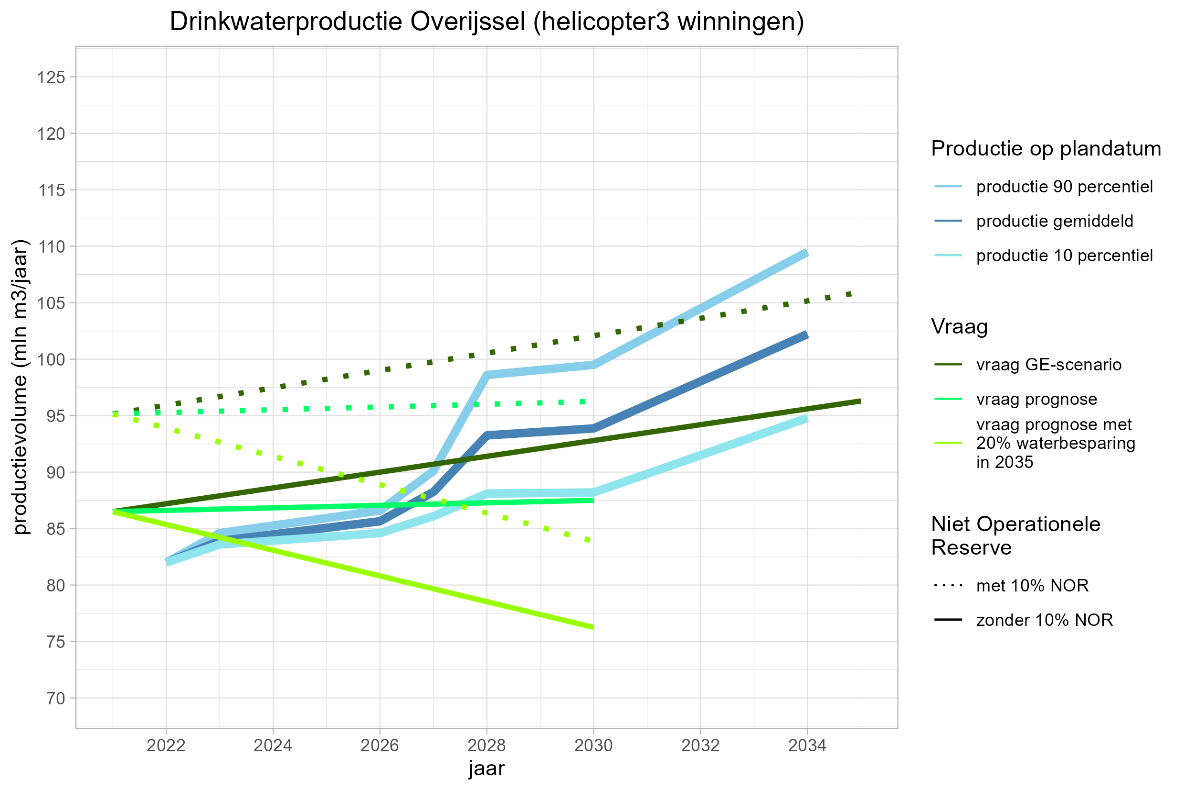 Drinkwaterproductie Overijssel (helicopter3 winningen)
productievolume (mln m3/jaar)
125
120
115
110
105
100
95
90
85
80
75
70
2022
2024
2026
2028
2030
2032
2034
jaar
Productie op plandatum
productie 90 percentiel
productie gemiddeld
productie 10 percentiel
Vraag
vraag GE-scenario
vraag prognose
vraag prognose met
20% waterbesparing
in 2035
Niet Operationele
Reserve
met 10% NOR
zonder 10% NOR